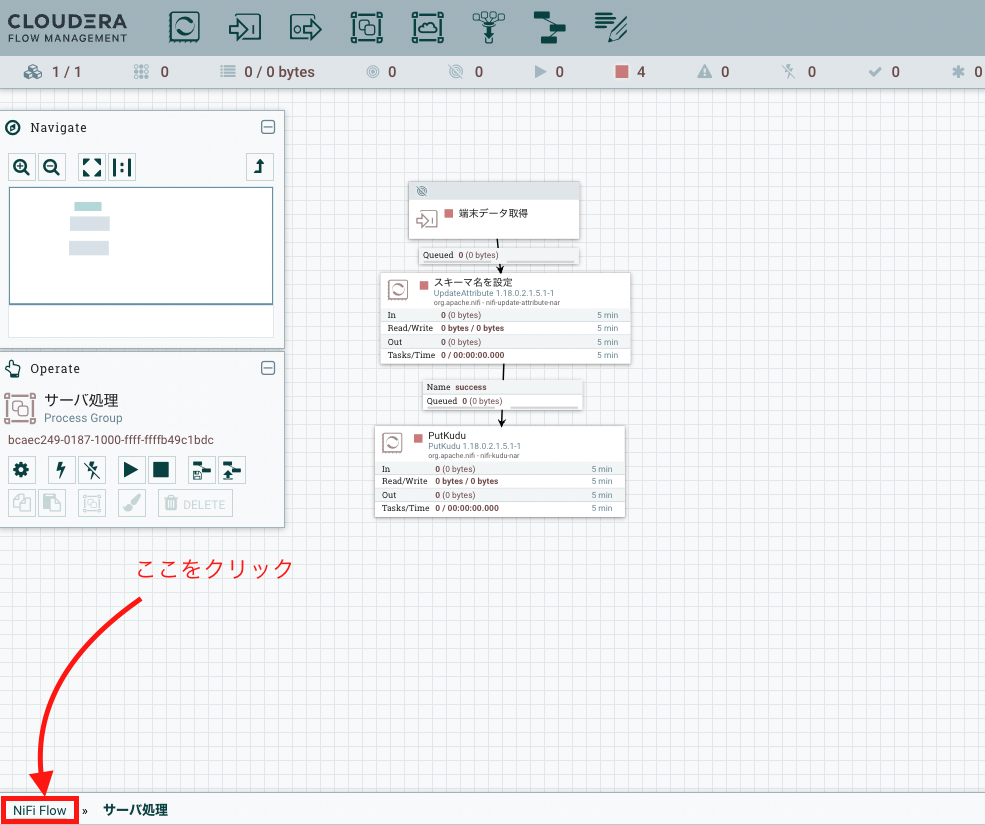 CLOUDERA
FLOW MANAGEMENT
1 / 1
0
0 / 0 bytes
0
0
0
4
0
0
0
0
Navigate
端末データ取得
Queued 0 (0 bytes)
スキーマ名を設定
UpdateAttribute 1.18.0.2.1.5.1-1
org.apache.nifi - nifi-update-attribute-nar
In 0 (0 bytes) 5 min
Read/Write 0 bytes / 0 bytes 5 min
Out 0 (0 bytes) 5 min
Tasks/Time 0 / 00:00:00.000 5 min
Name success
Queued 0 (0 bytes)
PutKudu
PutKudu 1.18.0.2.1.5.1-1
org.apache.nifi - nifi-kudu-nar
In 0 (0 bytes) 5 min
Read/Write 0 bytes / 0 bytes 5 min
Out 0 (0 bytes) 5 min
Tasks/Time 0 / 00:00:00.000 5 min
Operate
サーバ処理
Process Group
bcaec249-0187-1000-ffff-ffffb49c1bdc
DELETE
ここをクリック
NiFi Flow » サーバ処理